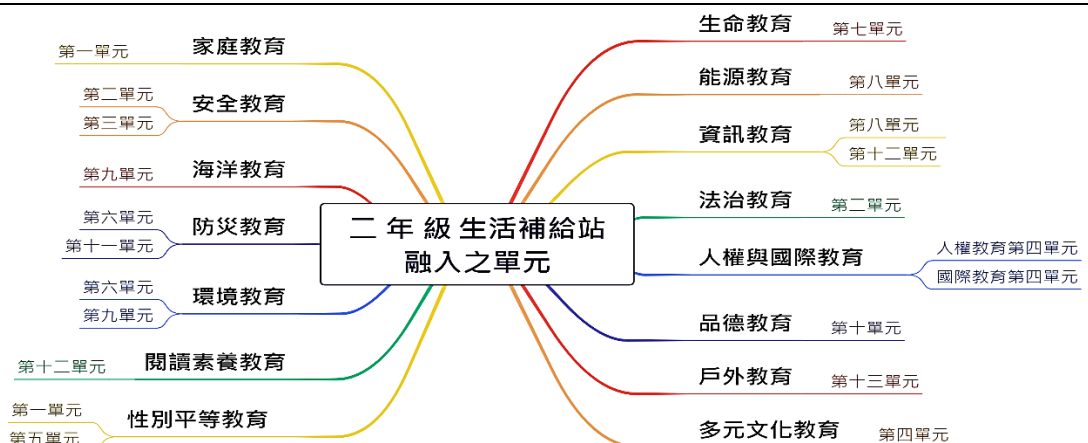 二 年 級 生活補給站
融入之單元
家庭教育
第一單元
安全教育
第二單元
第三單元
海洋教育
第九單元
防災教育
第六單元
第十一單元
環境教育
第六單元
第九單元
閱讀素養教育
第十二單元
性別平等教育
第一單元
第五單元
生命教育
第七單元
能源教育
第八單元
資訊教育
第八單元
第十二單元
法治教育
第二單元
人權與國際教育
人權教育第四單元
國際教育第四單元
品德教育
第十單元
戶外教育
第十三單元
多元文化教育
第四單元